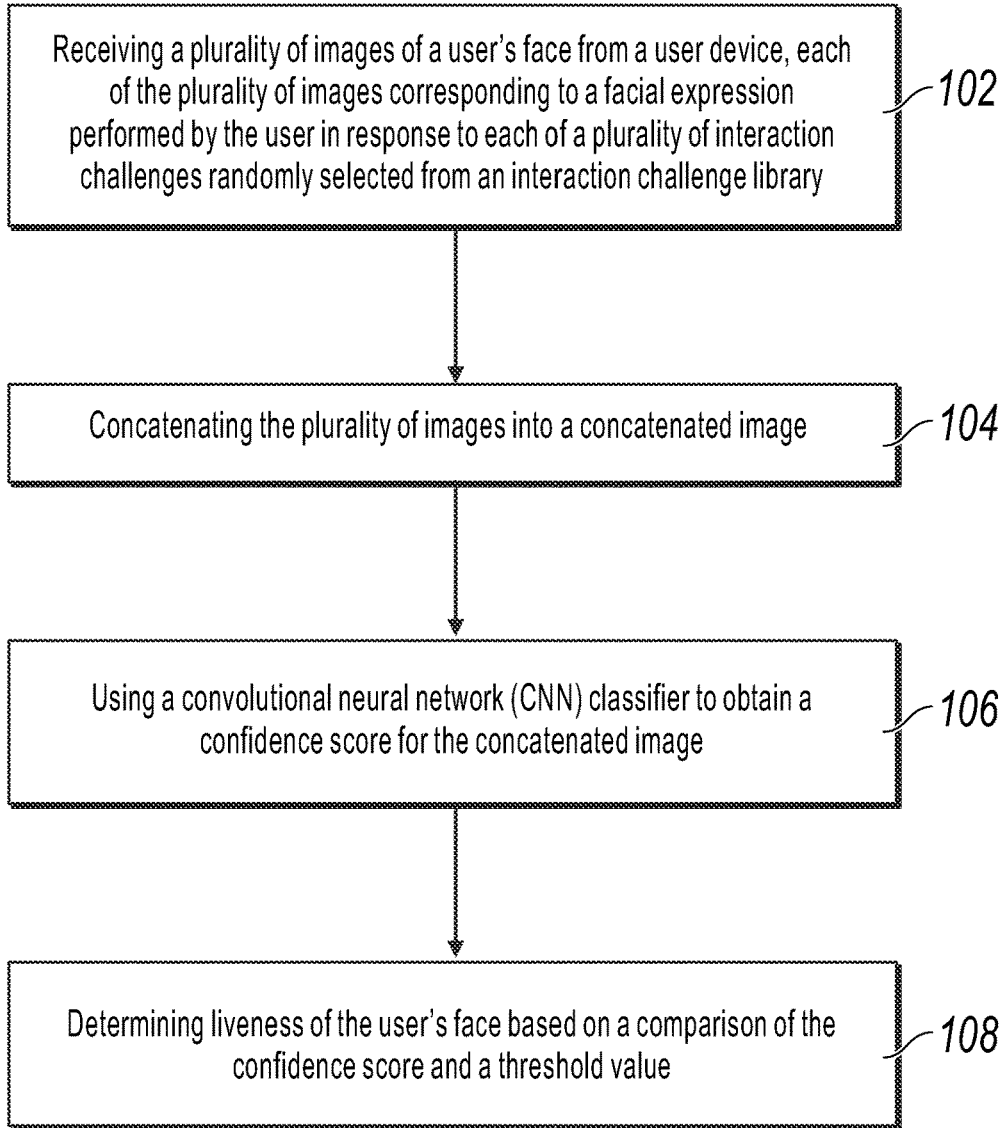 Receiving a plurality of images of a user's face from a user device, each
of the plurality of images corresponding to a facial expression
performed by the user in response to each of a plurality of interaction
challenges randomly selected from an interaction challenge library
102
Concatenating the plurality of images into a concatenated image
104
Using a convolutional neural network (CNN) classifier to obtain a
confidence score for the concatenated image
106
Determining liveness of the user's face based on a comparison of the
confidence score and a threshold value
108